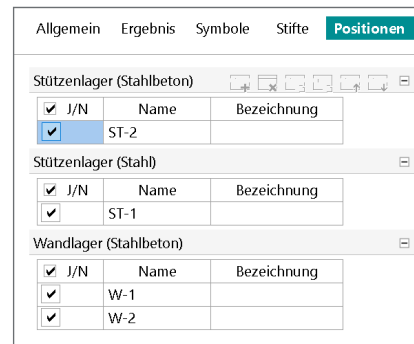 Allgemein Ergebnis Symbole Stifte Positionen
Stützenlager (Stahlbeton)
J/N Name Bezeichnung
ST-2
Stützenlager (Stahl)
J/N Name Bezeichnung
ST-1
Wandlager (Stahlbeton)
J/N Name Bezeichnung
W-1
W-2